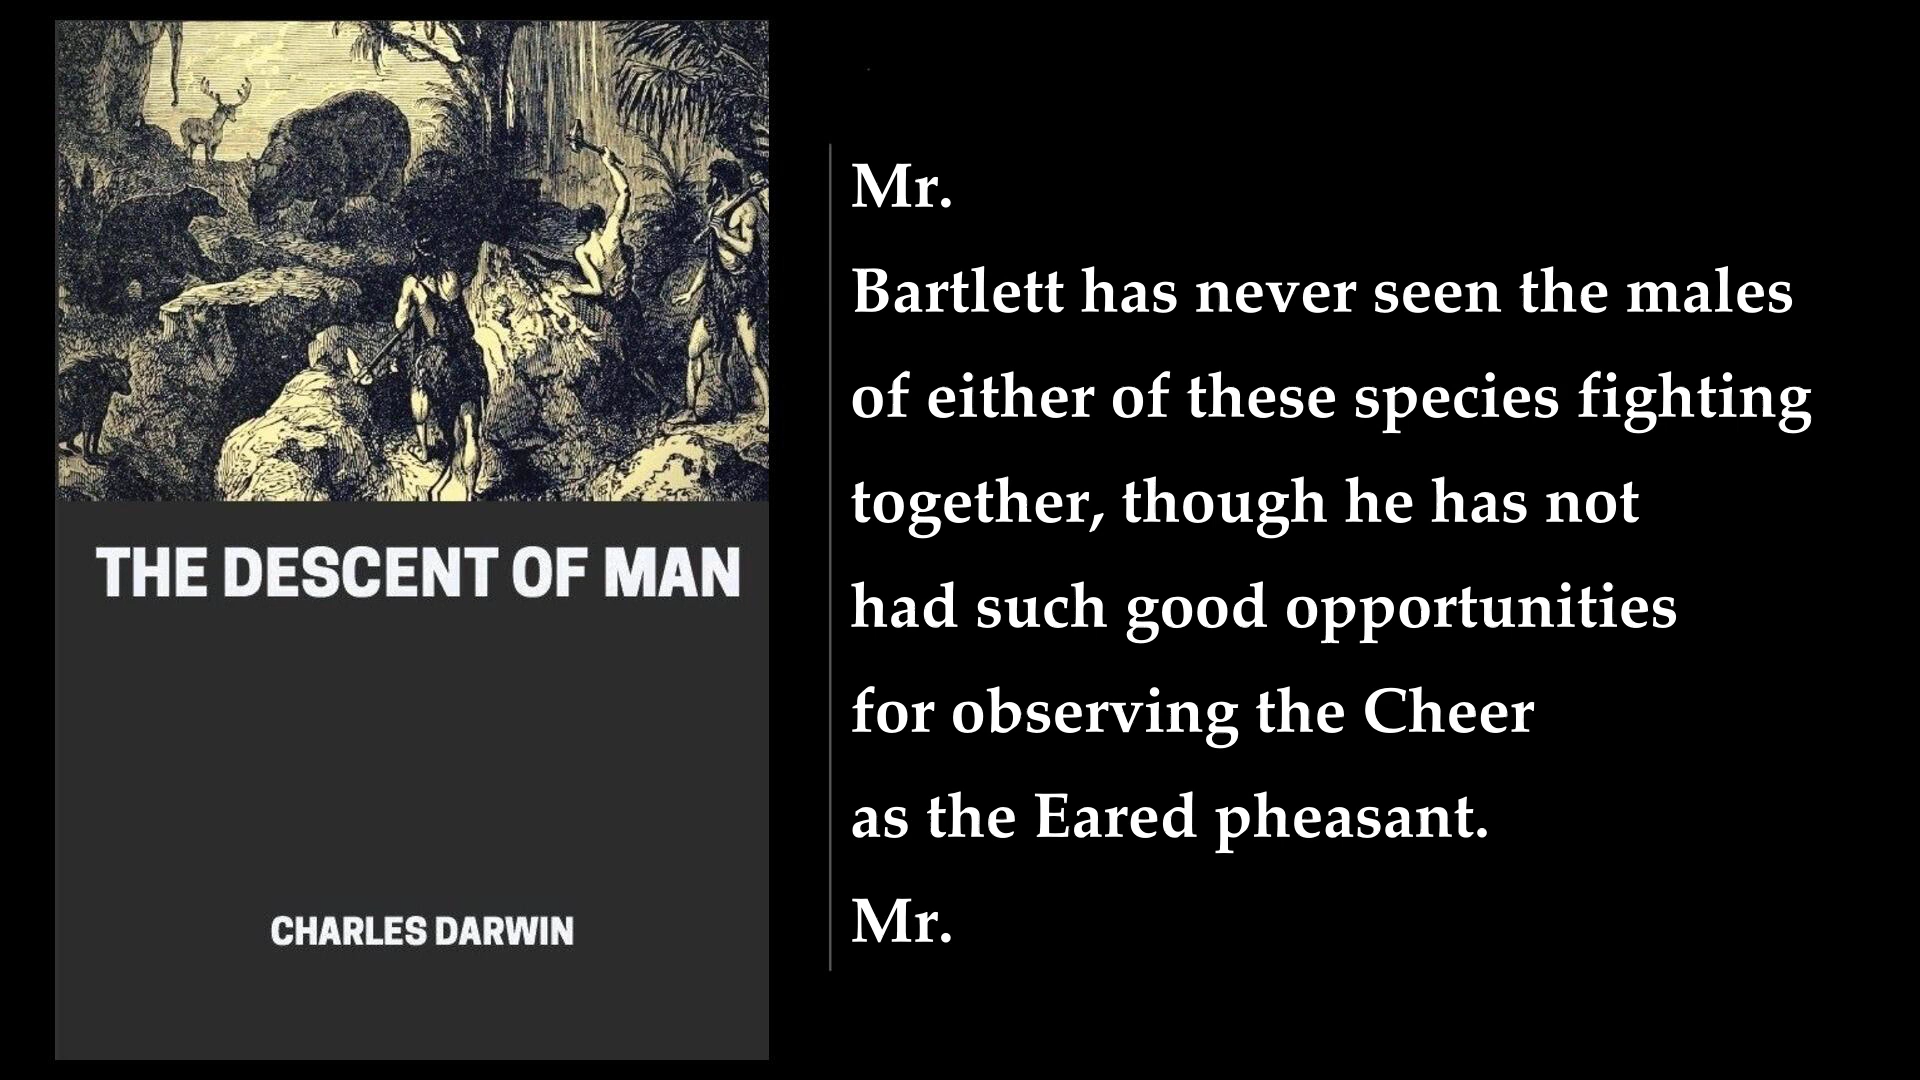 THE DESCENT OF MAN
CHARLES DARWIN
Mr.
Bartlett has never seen the males
of either of these species fighting
together, though he has not
had such good opportunities
for observing the Cheer
as the Eared pheasant.
Mr.